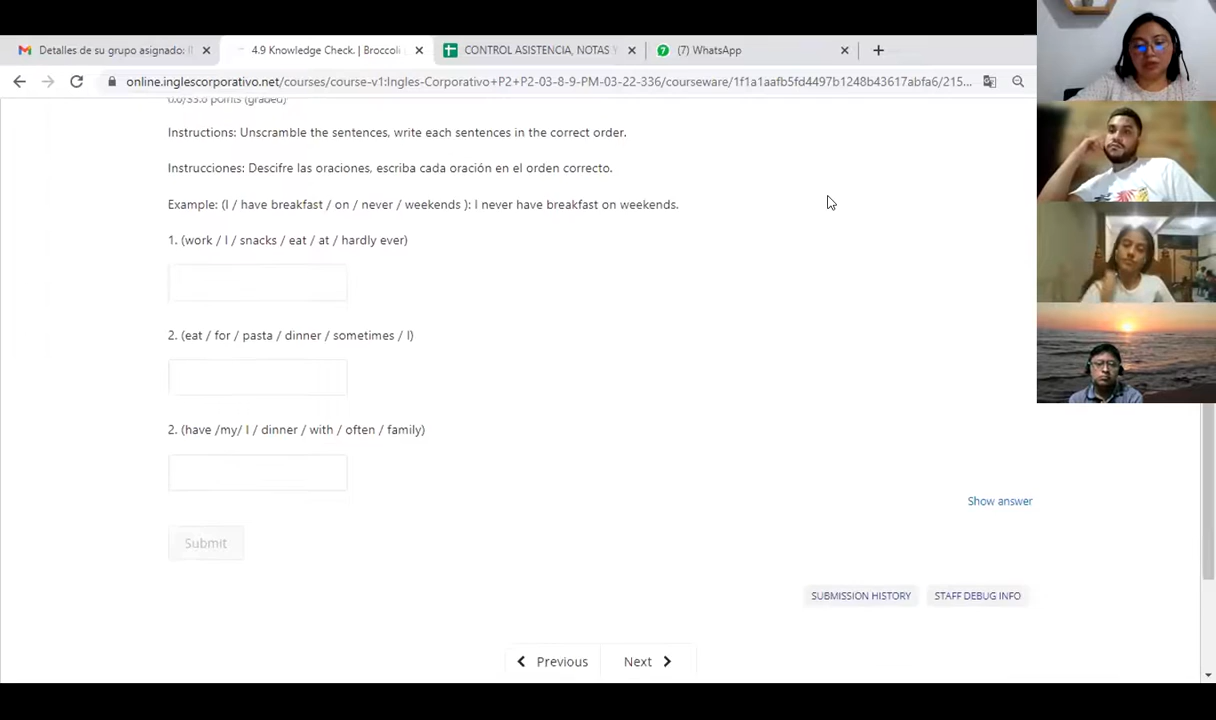 Detalles de su grupo asignado: (
4.9 Knowledge Check. | Broccoli
CONTROL ASISTENCIA, NOTAS Y
(7) WhatsApp
online.inglescorporativo.net/courses/course-v1:Ingles-Corporativo+P2+P2-03-8-9-PM-03-22-336/courseware/1f1a1aafb5fd4497b1248b43617abfa6/215...
points (graded)
Instructions: Unscramble the sentences, write each sentences in the correct order.
Instrucciones: Descifre las oraciones, escriba cada oración en el orden correcto.
Example: (I / have breakfast / on / never / weekends ): I never have breakfast on weekends.
1. (work / I / snacks / eat / at / hardly ever)
2. (eat / for / pasta / dinner / sometimes / I)
2. (have /my/ I / dinner / with / often / family)
Show answer
Submit
SUBMISSION HISTORY
STAFF DEBUG INFO
Previous
Next